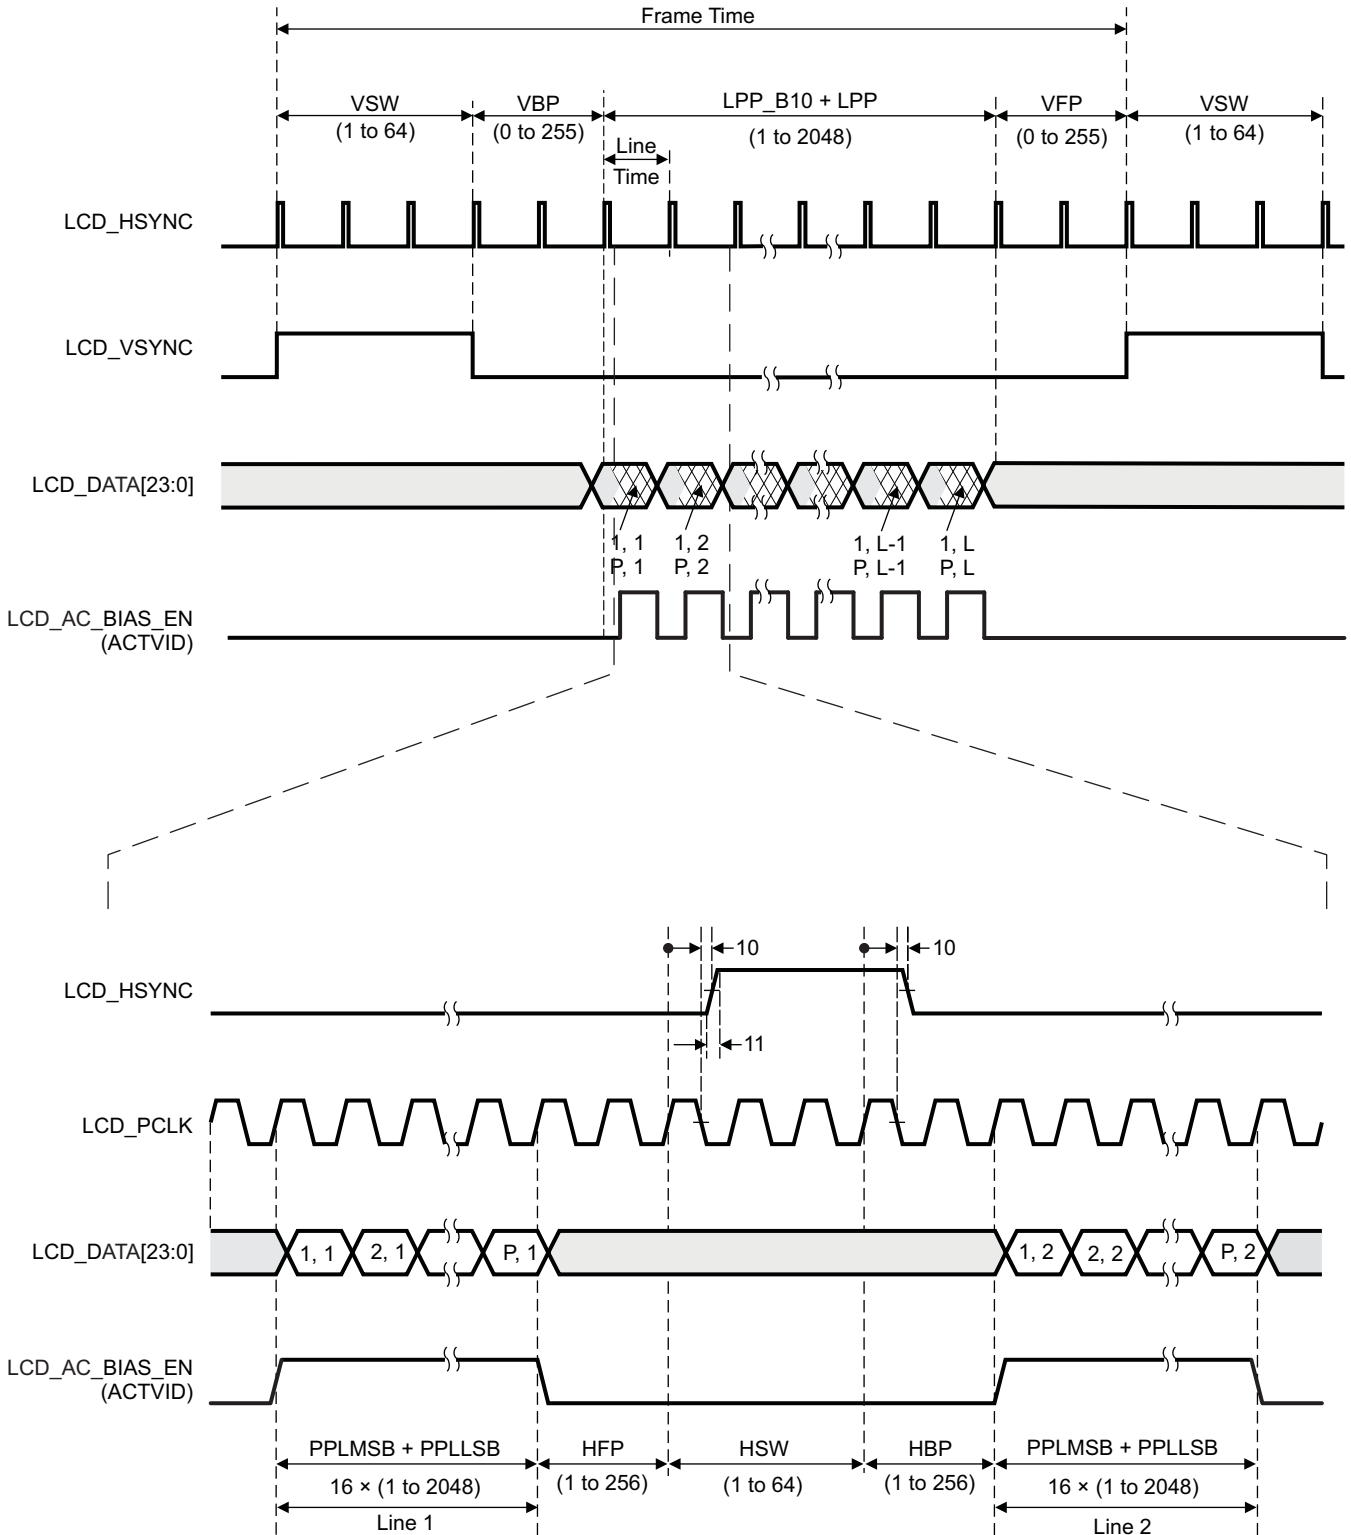 Frame Time
VSW
(1 to 64)
VBP
(0 to 255)
LPP_B10 + LPP
(1 to 2048)
VFP
(0 to 255)
VSW
(1 to 64)
Line
Time
LCD_HSYNC
LCD_VSYNC
LCD_DATA[23:0]
1, 1
P, 1
1, 2
P, 2
1, L-1
P, L-1
1, L
P, L
LCD_AC_BIAS_EN
(ACTVID)
10
10
LCD_HSYNC
11
LCD_PCLK
LCD_DATA[23:0]
1, 1
2, 1
P, 1
1, 2
2, 2
P, 2
LCD_AC_BIAS_EN
(ACTVID)
PPLMSB + PPLLSB
16 × (1 to 2048)
Line 1
HFP
(1 to 256)
HSW
(1 to 64)
HBP
(1 to 256)
PPLMSB + PPLLSB
16 × (1 to 2048)
Line 2